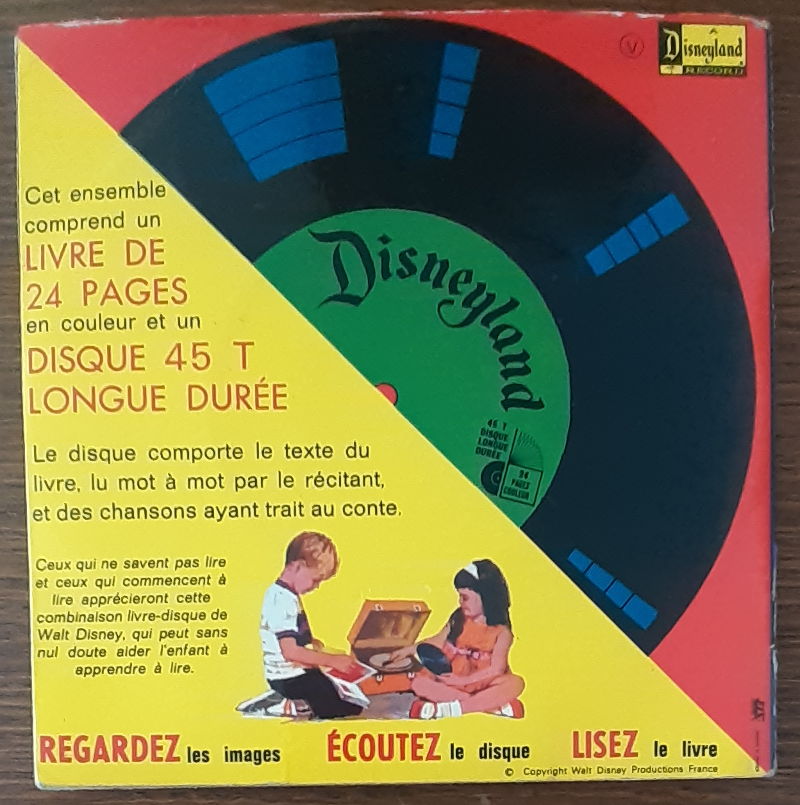 V
Disneyland
RECORD
Cet ensemble
comprend un
LIVRE DE
24 PAGES
en couleur et un
DISQUE 45 T
LONGUE DURÉE
Disneyland
45 T
DISQUE
LONGUE
DURÉE
24
PAGES
COULEUR
Le disque comporte le texte du
livre, lu mot à mot par le récitant,
et des chansons ayant trait au conte.
Ceux qui ne savent pas lire
et ceux qui commencent à
lire apprécieront cette
combinaison livre-disque de
Walt Disney, qui peut sans
nul doute aider l'enfant à
apprendre à lire.
REGARDEZ les images ÉCOUTEZ le disque LISEZ le livre
© Copyright Walt Disney Productions France